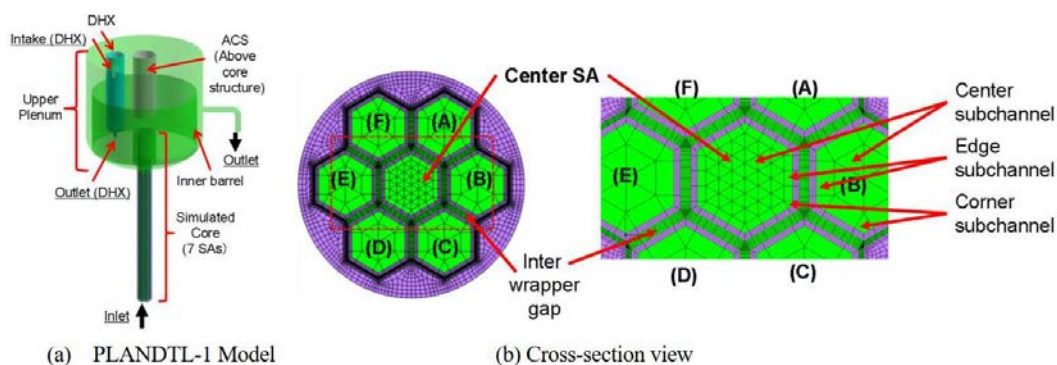 DHX
Intake (DHX)
ACS
(Above
core
structure)
Upper
Plenum
Outlet
Inner barrel
Outlet (DHX)
Simulated
Core
(7 SAs)
Inlet
(a) PLANDTL-1 Model
Center SA
(F)
(A)
(E)
(B)
(D)
(C)
Inter
wrapper
gap
(F)
(A)
(E)
(B)
(D)
(C)
Center
subchannel
Edge
subchannel
Corner
subchannel
(b) Cross-section view